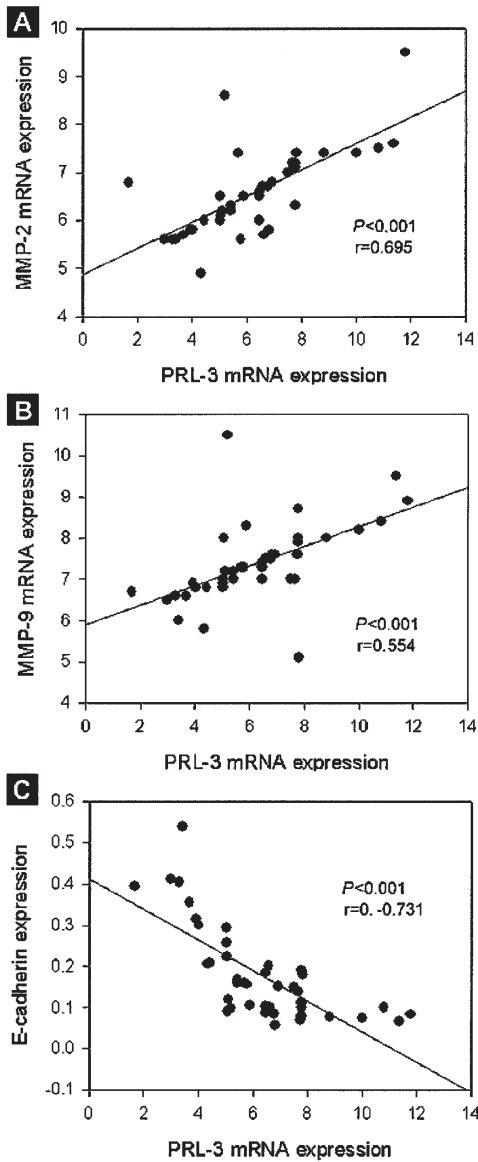 A
10
9
8
7
6
5
4
MMP-2 mRNA expression
P<0.001
r=0.695
0 2 4 6 8 10 12 14
PRL-3 mRNA expression
B
11
10
9
8
7
6
5
4
MMP-9 mRNA expression
P<0.001
r=0.554
0 2 4 6 8 10 12 14
PRL-3 mRNA expression
C
0.6
0.5
0.4
0.3
0.2
0.1
0.0
-0.1
E-cadherin expression
P<0.001
r=0.-0.731
0 2 4 6 8 10 12 14
PRL-3 mRNA expression